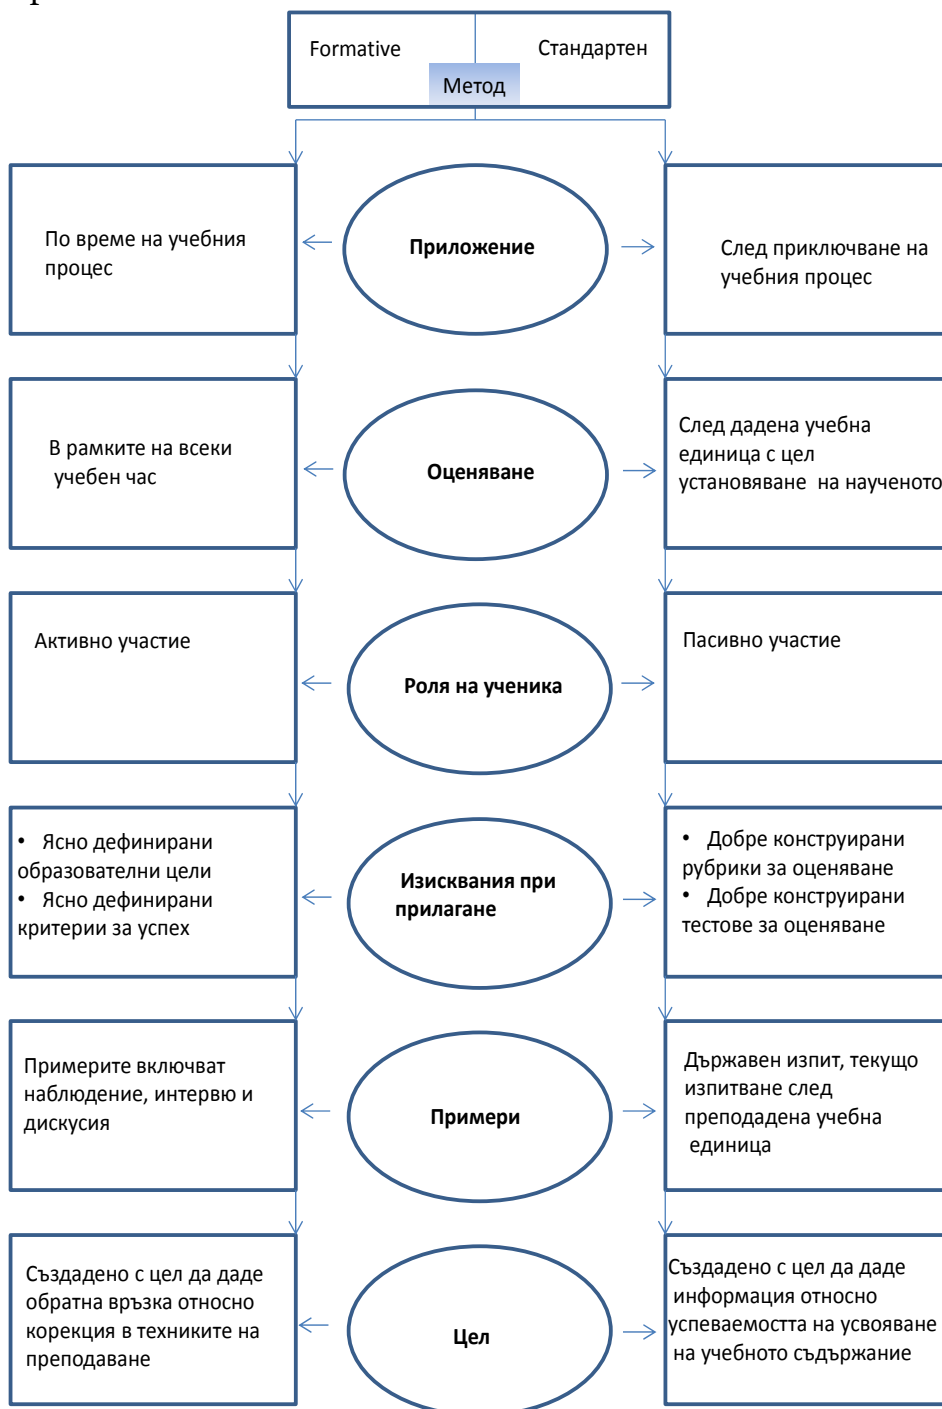 Formative
Стандартен
Метод
По време на учебния
процес
Приложение
След приключване на
учебния процес
В рамките на всеки
учебен час
Оценяване
След дадена учебна
единица с цел
установяване на наученото
Активно участие
Роля на ученика
Пасивно участие
• Ясно дефинирани
образователни цели
• Ясно дефинирани
критерии за успех
Изисквания при
прилагане
• Добре конструирани
рубрики за оценяване
• Добре конструирани
тестове за оценяване
Примерите включват
наблюдение, интервю и
дискусия
Примери
Държавен изпит, текущо
изпитване след
преподадена учебна
единица
Създадено с цел да даде
обратна връзка относно
корекция в техниките на
преподаване
Цел
Създадено с цел да даде
информация относно
успеваемостта на усвояване
на учебното съдържание